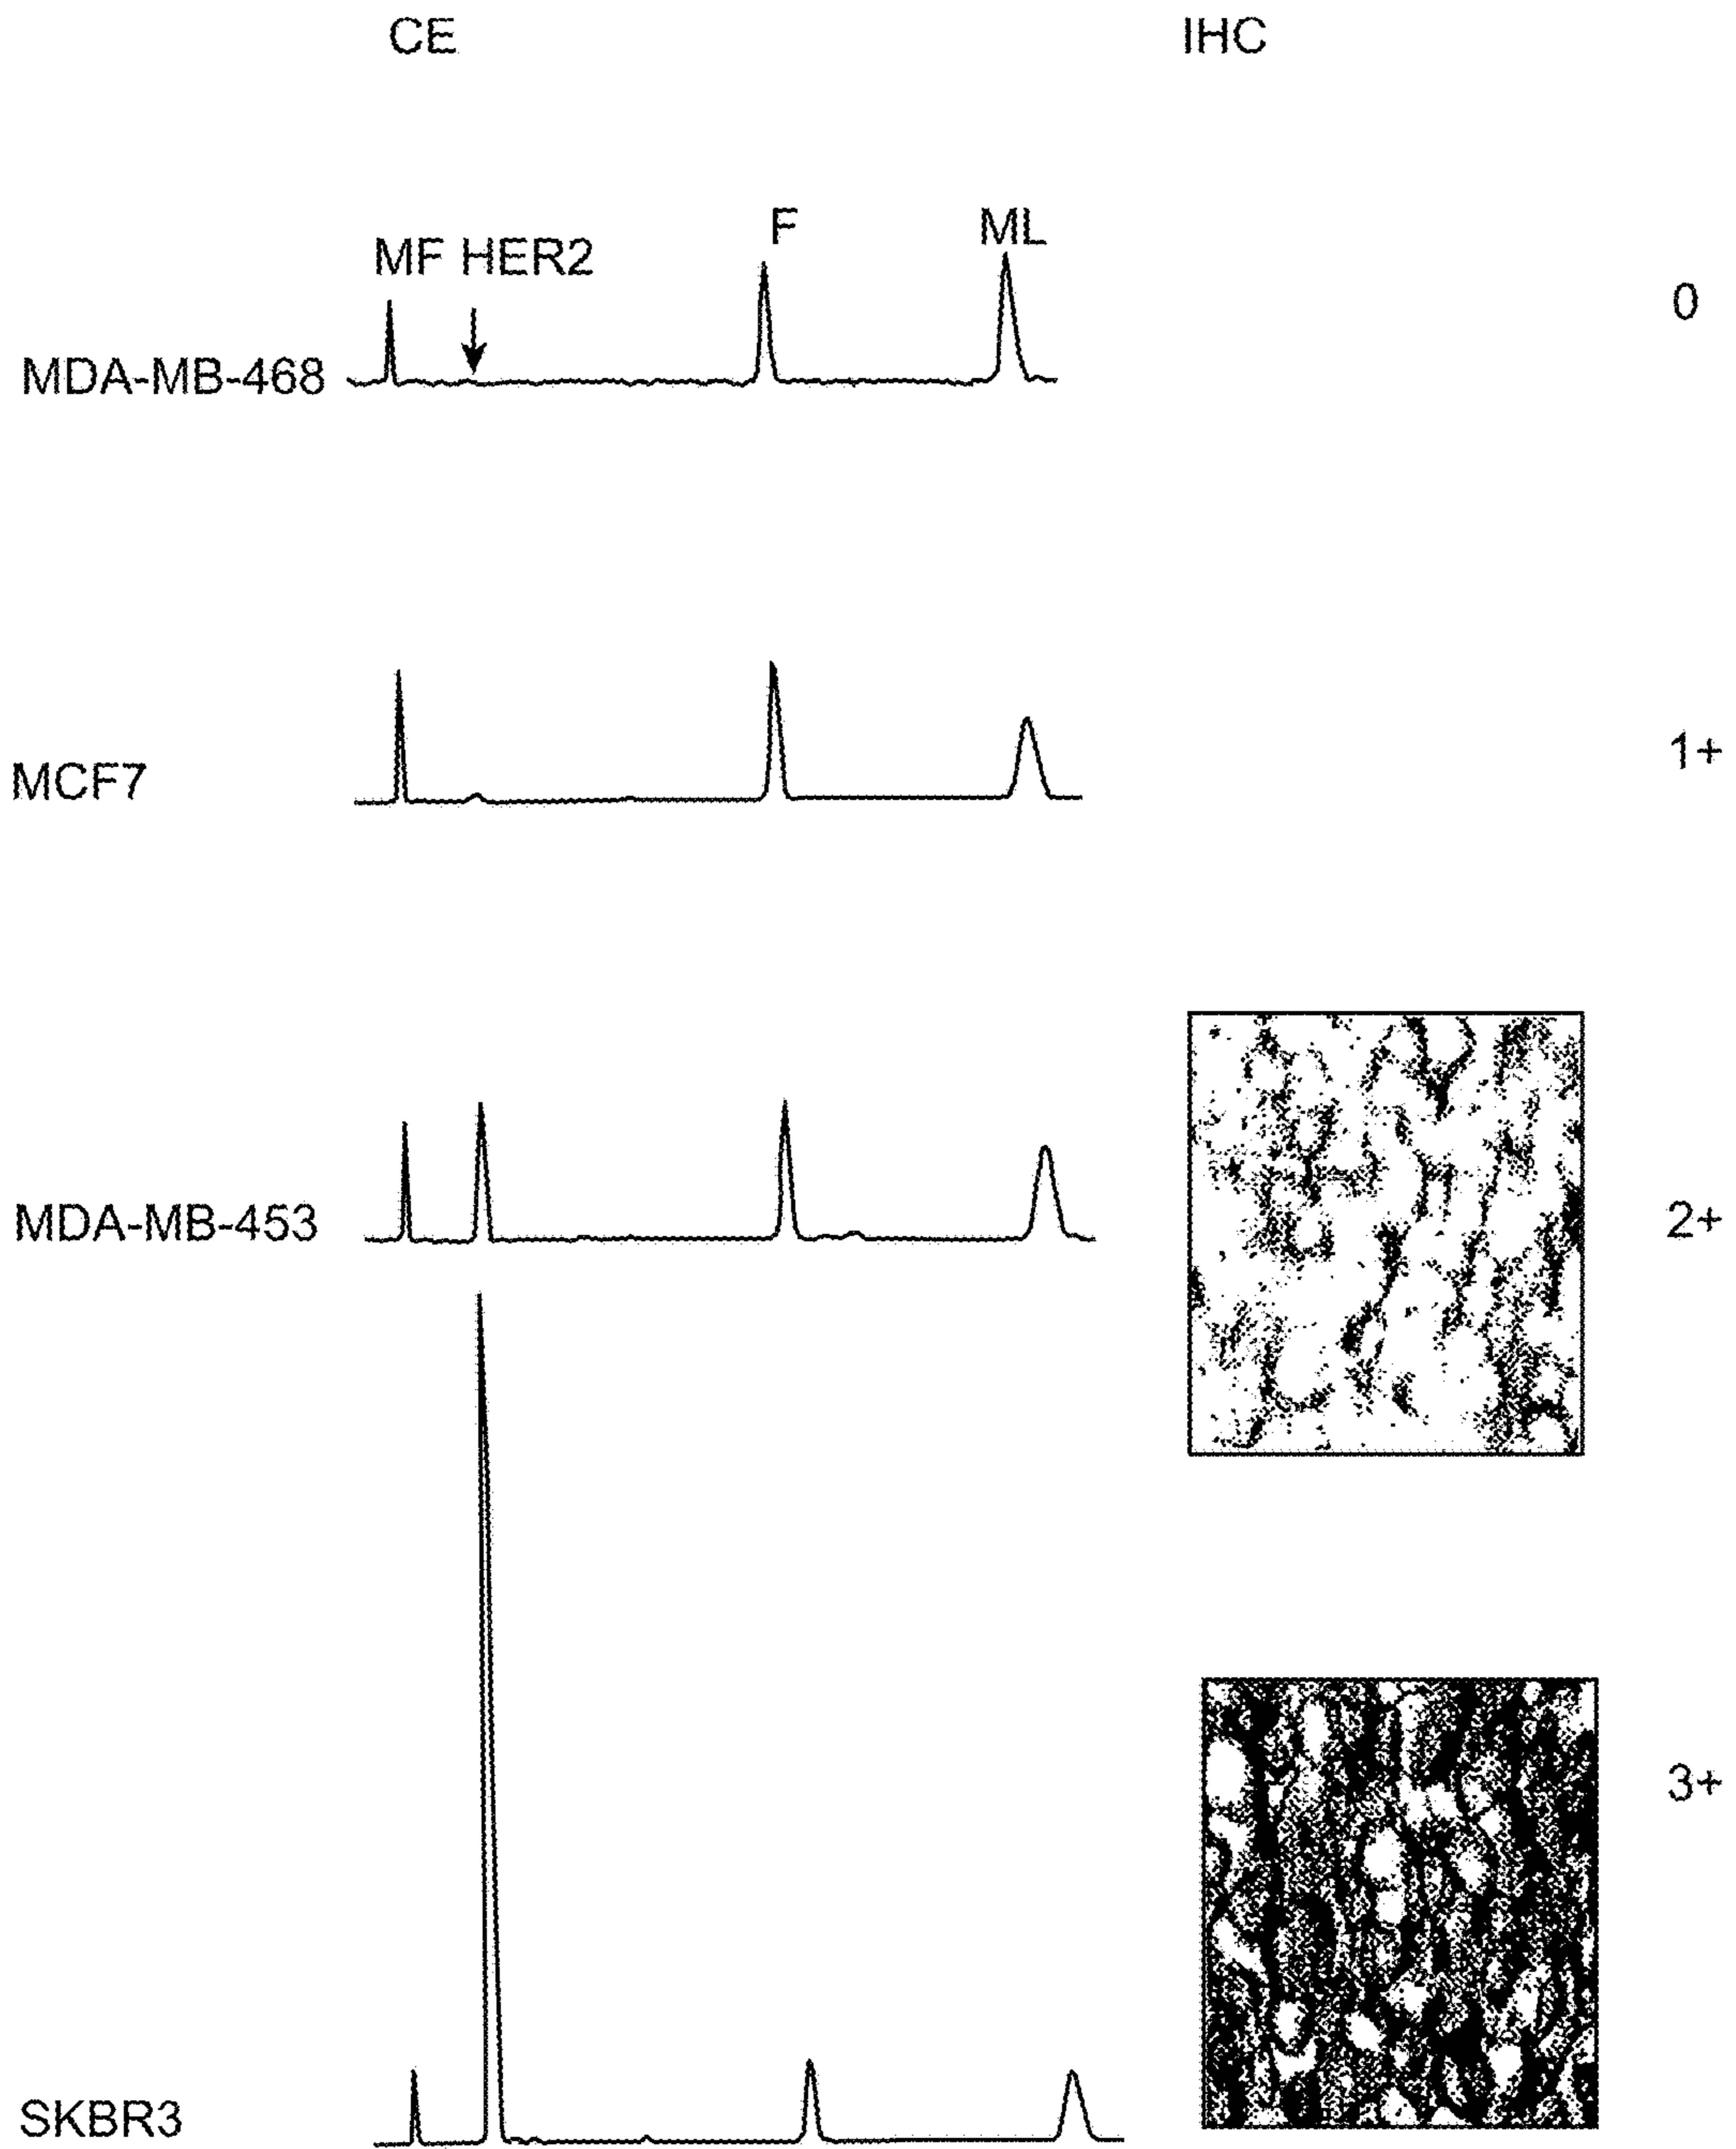 CE IHC
F ML
MF HER2
0
MDA-MB-468
1+
MCF7
2+
MDA-MB-453
3+
SKBR3